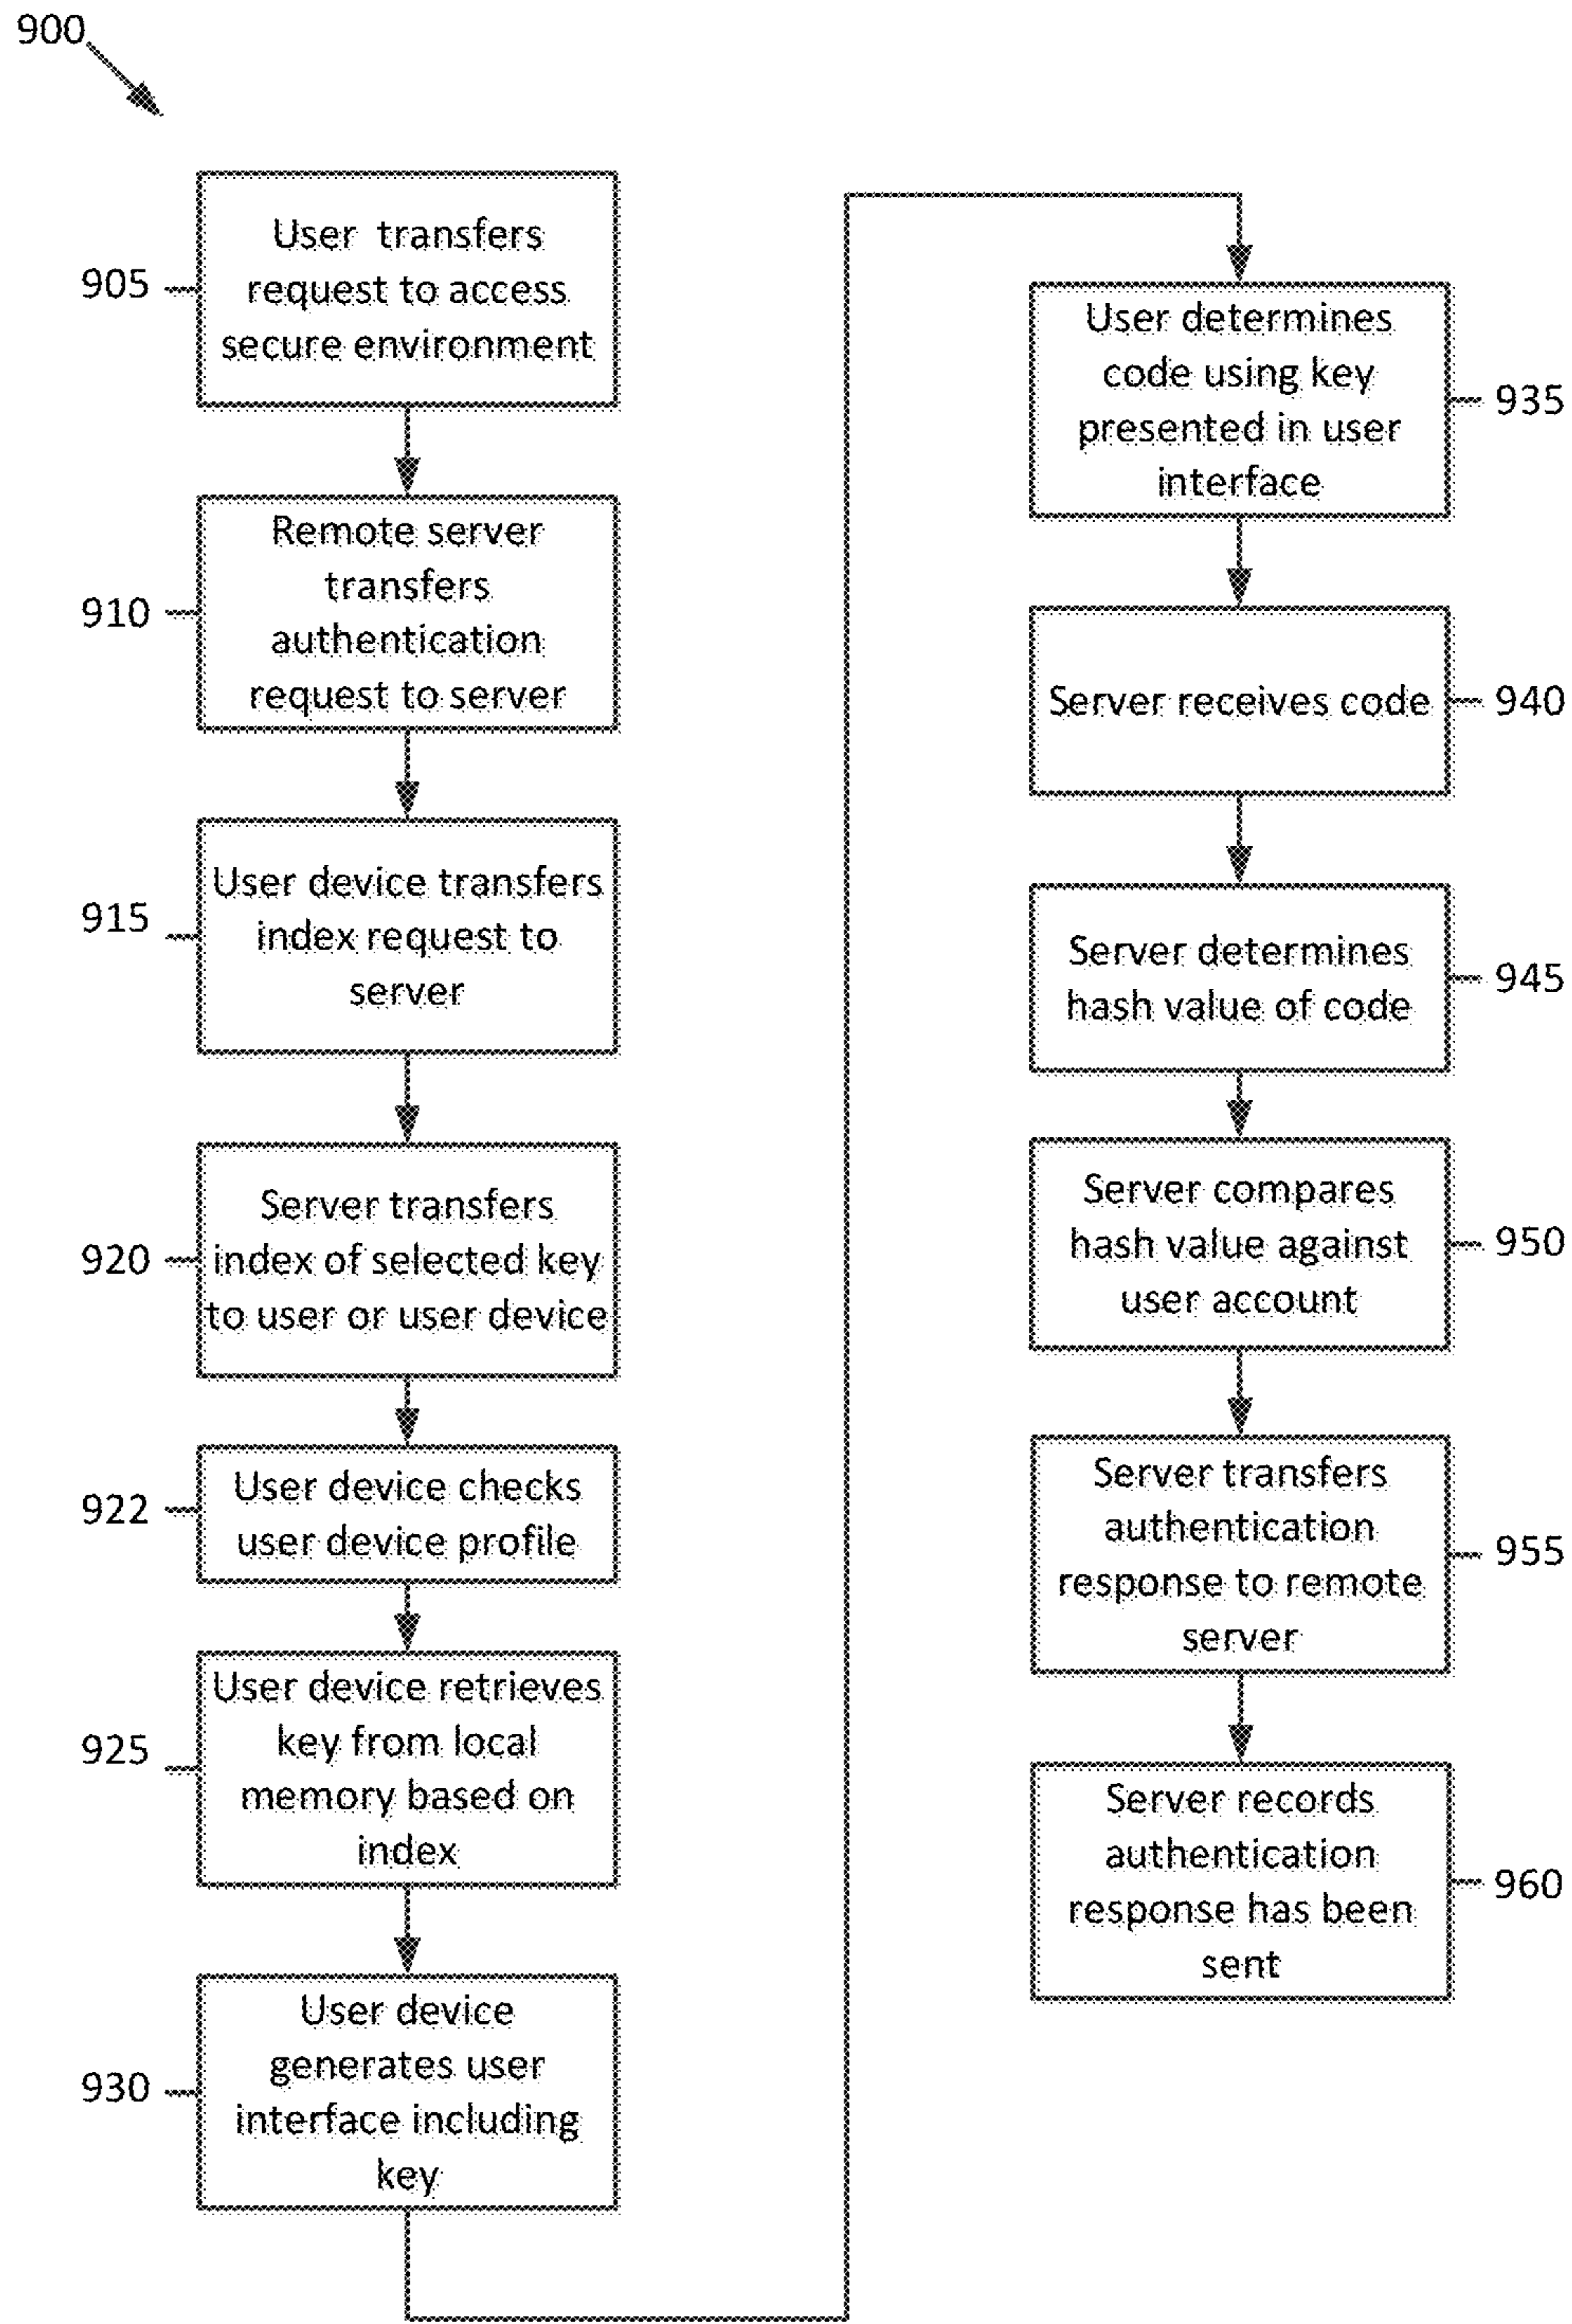 900
905
User transfers
request to access
secure environment
910
Remote server
transfers
authentication
request to server
915
User device transfers
index request to
server
920
Server transfers
index of selected key
to user or user device
922
User device checks
user device profile
925
User device retrieves
key from local
memory based on
index
930
User device
generates user
interface including
key
User determines
code using key
presented in user
interface
935
Server receives code
940
Server determines
hash value of code
945
Server compares
hash value against
user account
950
Server transfers
authentication
response to remote
server
955
Server records
authentication
response has been
sent
960